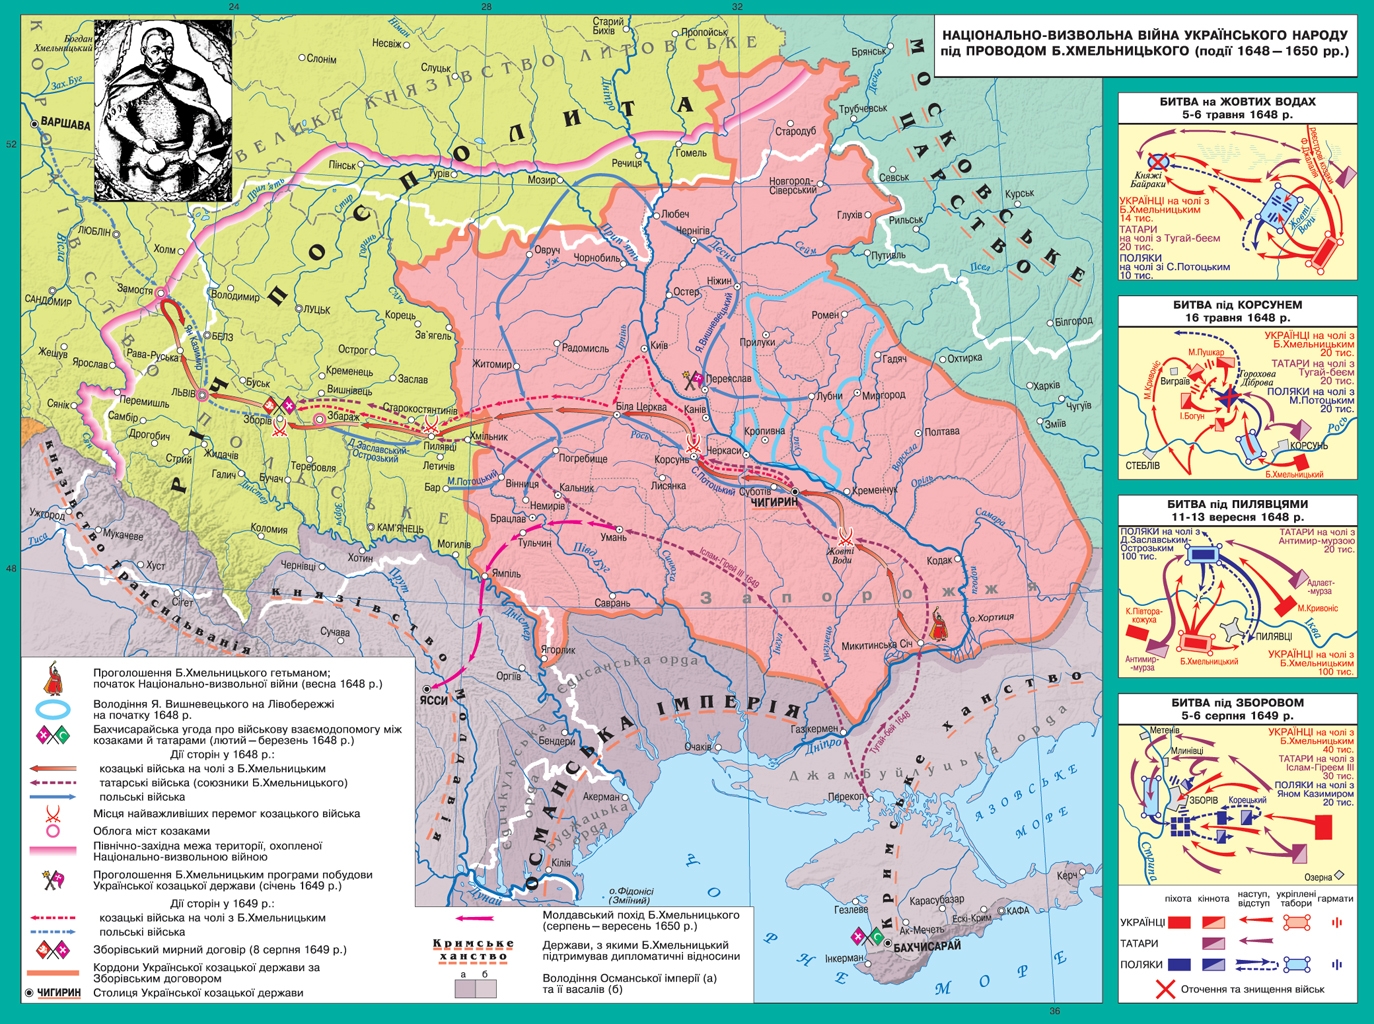 НАЦІОНАЛЬНО-ВИЗВОЛЬНА ВІЙНА УКРАЇНСЬКОГО НАРОДУ
під ПРОВОДОМ Б.ХМЕЛЬНИЦЬКОГО (події 1648 – 1650 рр.)
24
28
32
36
52
48
Богдан
Хмельницький
РІЧ ПОСПОЛИТА
ВЕЛИКЕ КНЯЗІВСТВО ЛИТОВСЬКЕ
КОРОЛІВСТВО ПОЛЬСЬКЕ
МОСКОВСЬКЕ
ЦАРСТВО
ОСМАНСЬКА ІМПЕРІЯ
Кримське ханство
князівство Трансильванія
князівство Молдавія
Єдисанська орда
Єдичкульська орда
Буджацька орда
Джамбуйлуцька орда
Запорожжя
ЧОРНЕ МОРЕ
АЗОВСЬКЕ МОРЕ
Несвіж
Слонім
Слуцьк
Старий Бихів
Пропойськ
Брянськ
Трубчевськ
Стародуб
Гомель
Речиця
Мозир
Турів
Пінськ
ВАРШАВА
Новгород-Сіверський
Севськ
Курськ
Рильськ
Глухів
Путивль
Любеч
Чернігів
Чорнобиль
Овруч
Остер
Ніжин
Ромен
Прилуки
Білгород
Охтирка
Гадяч
Харків
Чугуїв
Зміїв
ЛЮБЛІН
Холм
Замостя
Володимир
ЛУЦЬК
САНДОМИР
БЕЛЗ
Корець
Зв'ягель
Острог
Радомисль
Житомир
Київ
Жешув
Ярослав
Рава-Руська
Перемишль
Сянік
ЛЬВІВ
Буськ
Кременець
Вишнівець
Заслав
Старокостянтинів
Переяслав
Лубни
Миргород
Полтава
Самбір
Дрогобич
Стрий
Жидачів
Галич
Зборів
Збараж
Теребовля
Бучач
Пилявці
Летичів
Хмільник
Бар
Біла Церква
Канів
Корсунь
Черкаси
Кропивна
Погребище
Вінниця
Кальник
Немирів
Брацлав
Тульчин
Умань
Лисянка
Суботів
ЧИГИРИН
Кременчук
Жовті Води
Кодак
о.Хортиця
Микитинська Січ
Ужгород
Мукачеве
Хуст
Сігет
Коломия
КАМ'ЯНЕЦЬ
Чернівці
Хотин
Могилів
Ямпіль
Саврань
Ягорлик
Сучава
Оргіїв
ЯССИ
Бендери
Акерман
Кілія
Очаків
Газікермен
Перекоп
Гезлеве
Карасубазар
Ескі-Крим
КАФА
Керч
Ак-Мечеть
БАХЧИСАРАЙ
Інкерман
о.Фідонісі
(Зміїний)
Зах.Буг
Вісла
Німан
Прип'ять
Стир
Горинь
Случ
Уж
Ірпінь
Дніпро
Десна
Сейм
Псел
Сула
Ворскла
Оріль
Самара
Рось
Півд.Буг
Синюха
Інгул
Інгулець
пороги
Дністер
Збруч
Прут
Тиса
Дунай
Сян
Ян Казимир
Я.Вишневецький
Д.Заславський-
Острозький
М.Потоцький
С.Потоцький
Іслам-Гірей III 1649
Тугай-бей 1648
Проголошення Б.Хмельницького гетьманом;
початок Національно-визвольної війни (весна 1648 р.)
Володіння Я. Вишневецького на Лівобережжі
на початку 1648 р.
Бахчисарайська угода про військову взаємодопомогу між
козаками й татарами (лютий – березень 1648 р.)
Дії сторін у 1648 р.:
козацькі війська на чолі з Б.Хмельницьким
татарські війська (союзники Б.Хмельницького)
польські війська
Місця найважливіших перемог козацького війська
Облога міст козаками
Північно-західна межа території, охопленої
Національно-визвольною війною
Проголошення Б.Хмельницьким програми побудови
Української козацької держави (січень 1649 р.)
Дії сторін у 1649 р.:
козацькі війська на чолі з Б.Хмельницьким
польські війська
Зборівський мирний договір (8 серпня 1649 р.)
Кордони Української козацької держави за
Зборівським договором
ЧИГИРИН Столиця Української козацької держави
Молдавський похід Б.Хмельницького
(серпень – вересень 1650 р.)
Кримське
ханство
Держави, з якими Б.Хмельницький
підтримував дипломатичні відносини
а б
Володіння Османської імперії (а)
та її васалів (б)
БИТВА на ЖОВТИХ ВОДАХ
5-6 травня 1648 р.
реєстрові козаки
Ф.Джалалія
Княжі
Байраки
Жовті Води
УКРАЇНЦІ на чолі з
Б.Хмельницьким
14 тис.
ТАТАРИ
на чолі з Тугай-беєм
20 тис.
ПОЛЯКИ
на чолі зі С.Потоцьким
10 тис.
БИТВА під КОРСУНЕМ
16 травня 1648 р.
УКРАЇНЦІ на чолі з
Б.Хмельницьким
20 тис.
ТАТАРИ на чолі з
Тугай-беєм
20 тис.
ПОЛЯКИ на чолі з
М.Потоцьким
20 тис.
М.Кривоніс
М.Пушкар
Виграїв
Горохова
Діброва
І.Богун
КОРСУНЬ
Рось
СТЕБЛІВ
Б.Хмельницький
БИТВА під ПИЛЯВЦЯМИ
11-13 вересня 1648 р.
ПОЛЯКИ на чолі з
Д.Заславським-
Острозьким
100 тис.
ТАТАРИ на чолі з
Антимир-мурзою
20 тис.
Адлаєт-
мурза
М.Кривоніс
К.Півтора-
кожуха
Іква
ПИЛЯВЦІ
Антимир-
мурза
Б.Хмельницький
УКРАЇНЦІ на чолі з
Б.Хмельницьким
100 тис.
БИТВА під ЗБОРОВОМ
5-6 серпня 1649 р.
Метенів
Млинівці
УКРАЇНЦІ на чолі з
Б.Хмельницьким
40 тис.
ТАТАРИ на чолі з
Іслам-Гіреєм III
30 тис.
ПОЛЯКИ на чолі з
Яном Казимиром
20 тис.
ЗБОРІВ
Корецький
Стрипа
Озерна
піхота
кіннота
наступ,
відступ
укріплені
табори
гармати
УКРАЇНЦІ
ТАТАРИ
ПОЛЯКИ
Оточення та знищення військ